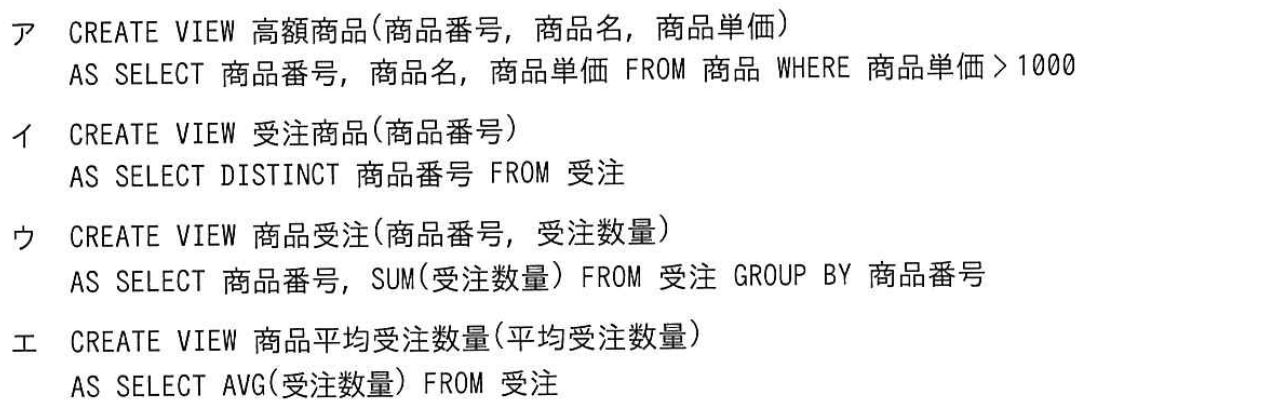 ア CREATE VIEW 高額商品(商品番号, 商品名, 商品単価)
AS SELECT 商品番号, 商品名, 商品単価 FROM 商品 WHERE 商品単価>1000
イ CREATE VIEW 受注商品(商品番号)
AS SELECT DISTINCT 商品番号 FROM 受注
ウ CREATE VIEW 商品受注(商品番号, 受注数量)
AS SELECT 商品番号, SUM(受注数量) FROM 受注 GROUP BY 商品番号
エ CREATE VIEW 商品平均受注数量(平均受注数量)
AS SELECT AVG(受注数量) FROM 受注